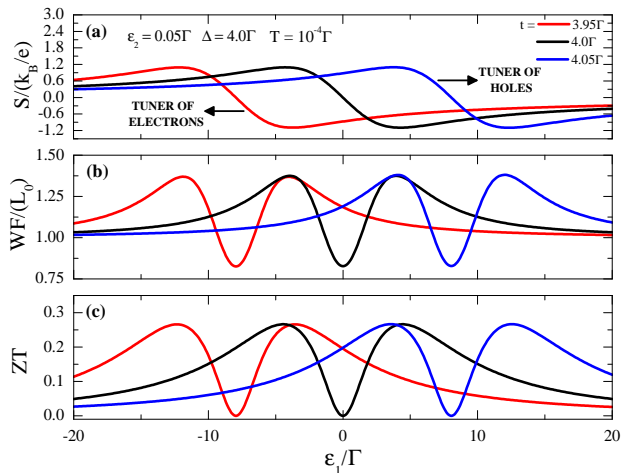 3.0
2.4
1.8
1.2
0.6
0.0
-0.6
-1.2
S/(k_B/e)
(a)
ε₂ = 0.05Γ Δ = 4.0Γ T = 10⁻⁴Γ
t = 3.95Γ
4.0Γ
4.05Γ
TUNER OF
HOLES
TUNER OF
ELECTRONS
1.50
1.25
1.00
0.75
WF/(L₀)
(b)
0.3
0.2
0.1
0.0
ZT
(c)
-20 -10 0 10 20
ε₁/Γ